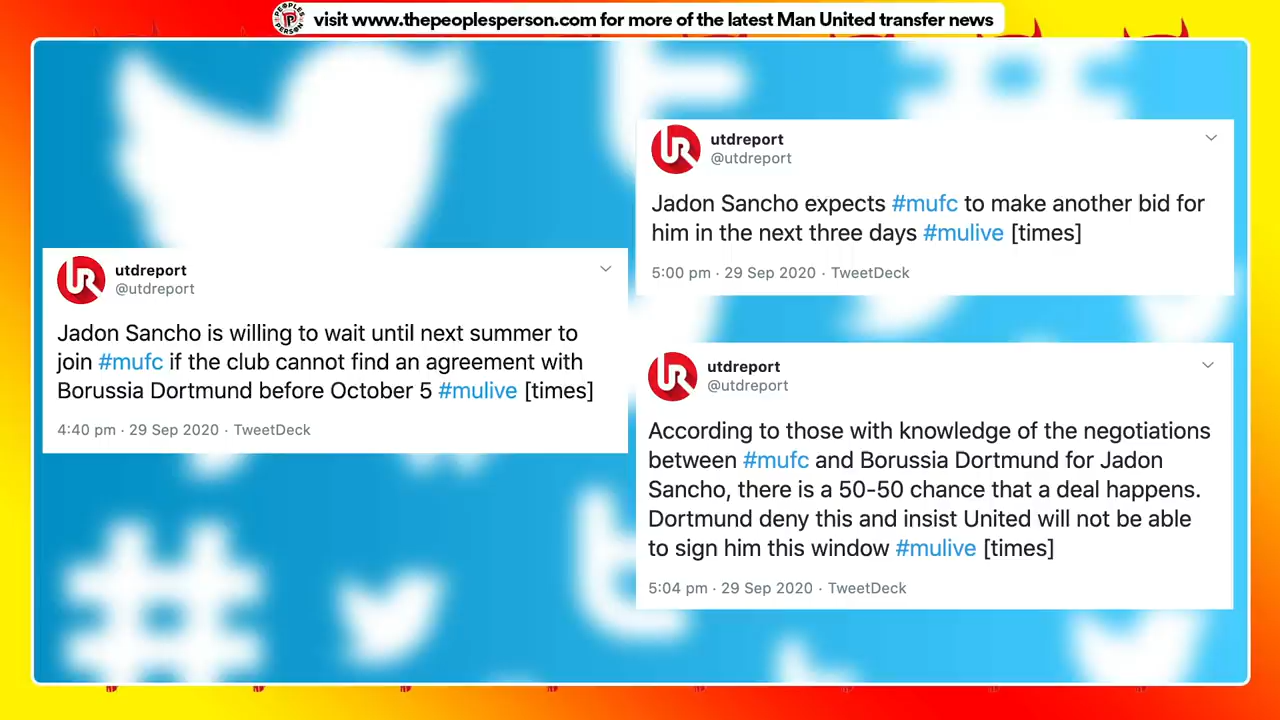 PEOPLES
P
PERSON
visit www.thepeoplesperson.com for more of the latest Man United transfer news
utdreport
@utdreport
Jadon Sancho is willing to wait until next summer to
join #mufc if the club cannot find an agreement with
Borussia Dortmund before October 5 #mulive [times]
4:40 pm · 29 Sep 2020 · TweetDeck
utdreport
@utdreport
Jadon Sancho expects #mufc to make another bid for
him in the next three days #mulive [times]
5:00 pm · 29 Sep 2020 · TweetDeck
utdreport
@utdreport
According to those with knowledge of the negotiations
between #mufc and Borussia Dortmund for Jadon
Sancho, there is a 50-50 chance that a deal happens.
Dortmund deny this and insist United will not be able
to sign him this window #mulive [times]
5:04 pm · 29 Sep 2020 · TweetDeck